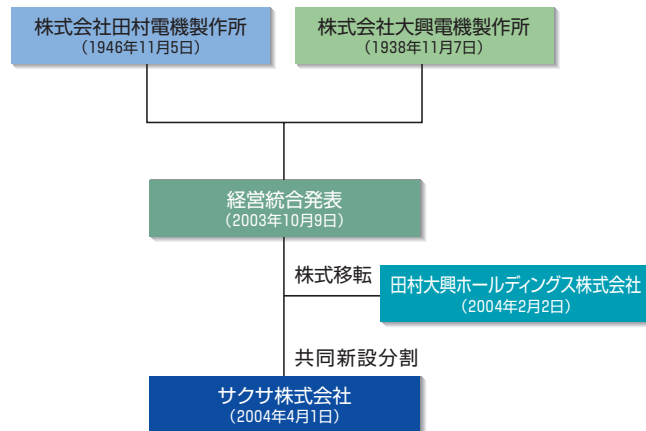 株式会社田村電機製作所
（1946年11月5日）
株式会社大興電機製作所
（1938年11月7日）
経営統合発表
（2003年10月9日）
株式移転
田村大興ホールディングス株式会社
（2004年2月2日）
共同新設分割
サクサ株式会社
（2004年4月1日）